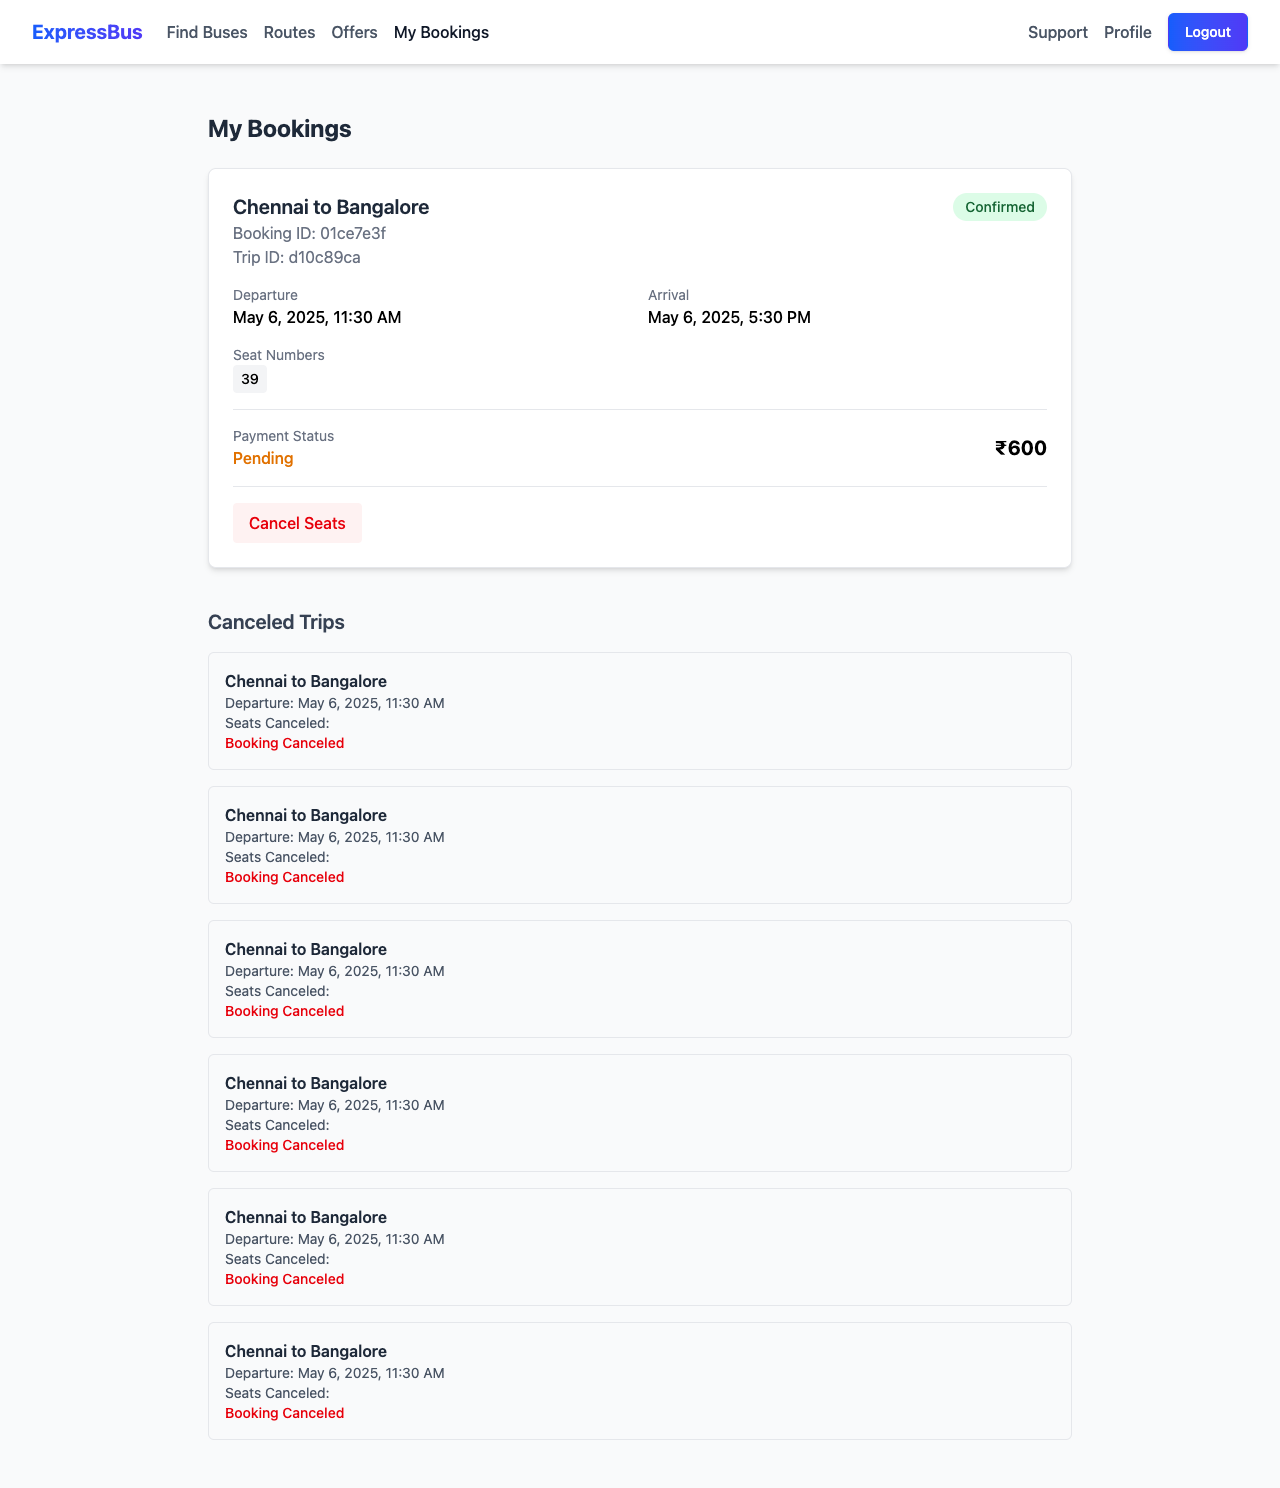 ExpressBus Find Buses Routes Offers My Bookings Support Profile Logout
My Bookings
Chennai to Bangalore Confirmed
Booking ID: 01ce7e3f
Trip ID: d10c89ca
Departure Arrival
May 6, 2025, 11:30 AM May 6, 2025, 5:30 PM
Seat Numbers
39
Payment Status
Pending ₹600
Cancel Seats
Canceled Trips
Chennai to Bangalore
Departure: May 6, 2025, 11:30 AM
Seats Canceled:
Booking Canceled
Chennai to Bangalore
Departure: May 6, 2025, 11:30 AM
Seats Canceled:
Booking Canceled
Chennai to Bangalore
Departure: May 6, 2025, 11:30 AM
Seats Canceled:
Booking Canceled
Chennai to Bangalore
Departure: May 6, 2025, 11:30 AM
Seats Canceled:
Booking Canceled
Chennai to Bangalore
Departure: May 6, 2025, 11:30 AM
Seats Canceled:
Booking Canceled
Chennai to Bangalore
Departure: May 6, 2025, 11:30 AM
Seats Canceled:
Booking Canceled